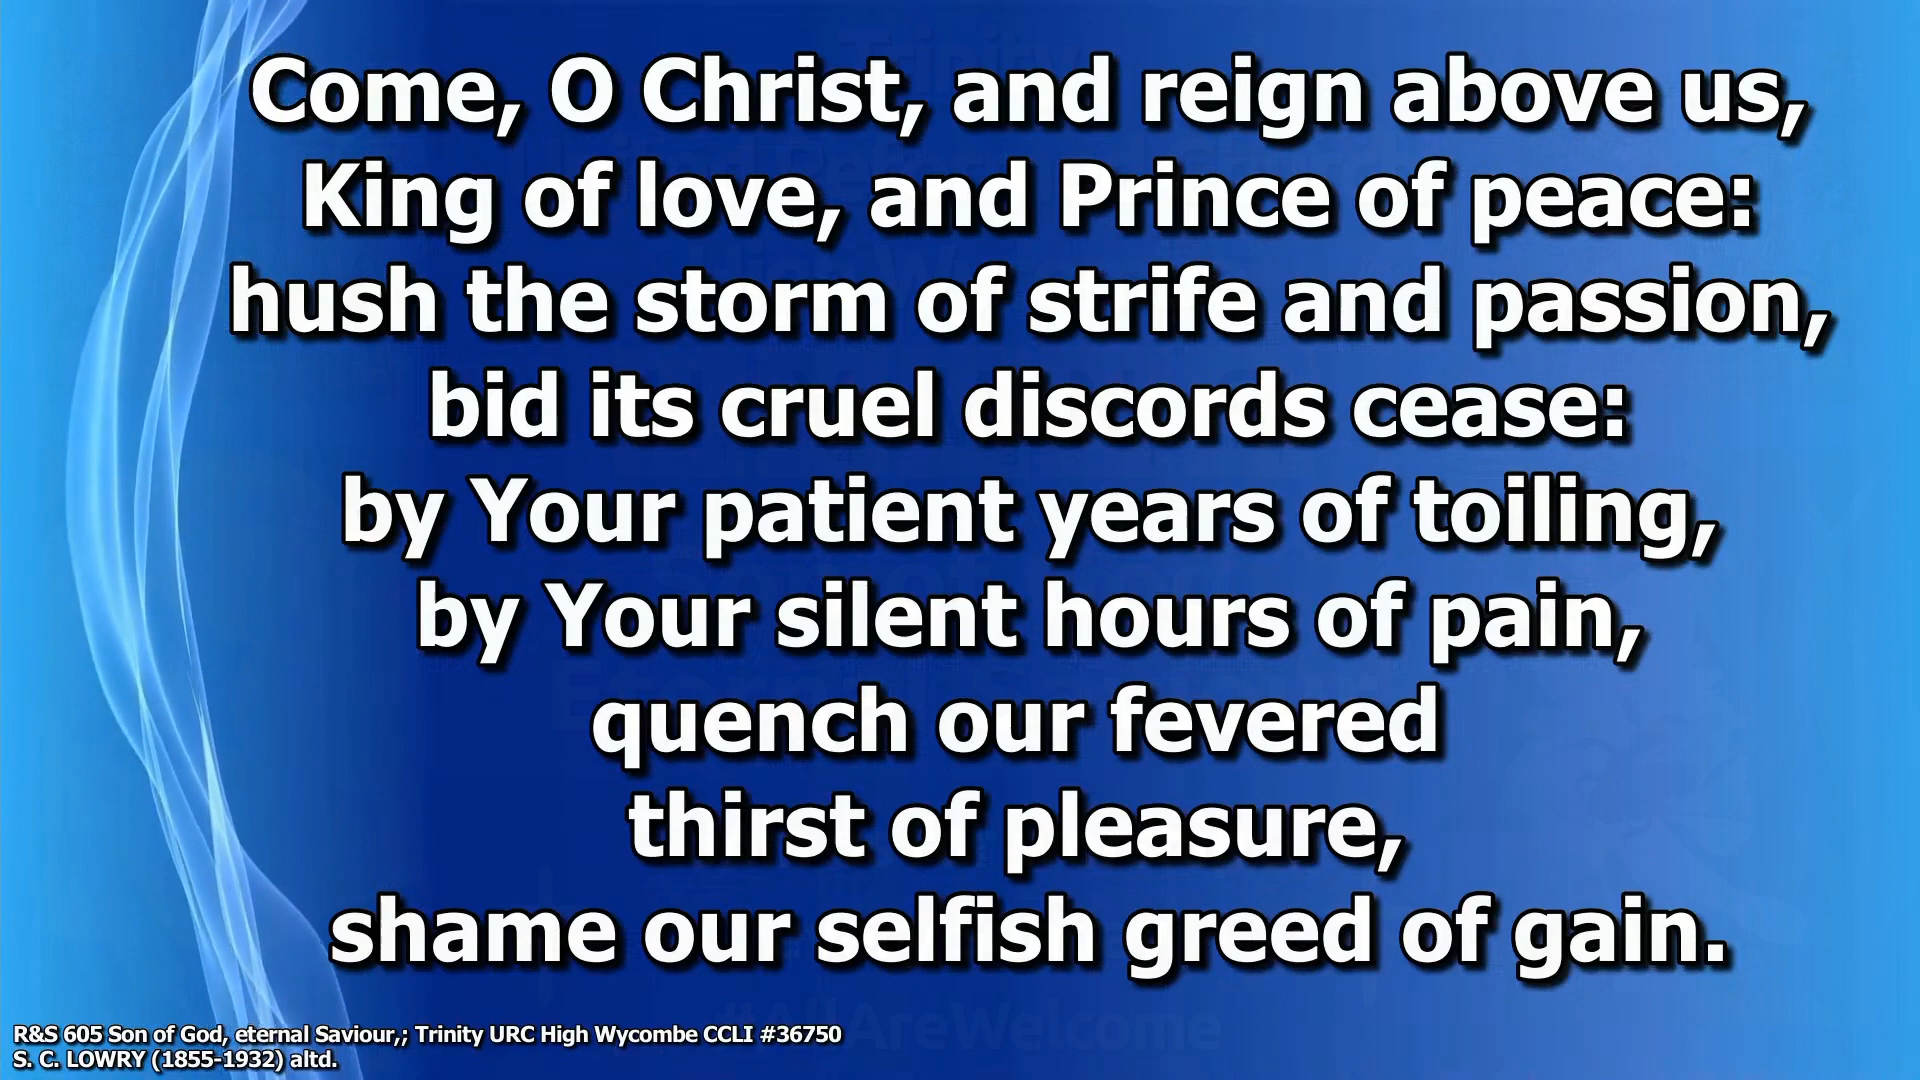 Come, O Christ, and reign above us,
King of love, and Prince of peace:
hush the storm of strife and passion,
bid its cruel discords cease:
by Your patient years of toiling,
by Your silent hours of pain,
quench our fevered
thirst of pleasure,
shame our selfish greed of gain.
#AllAreWelcome
R&S 605 Son of God, eternal Saviour,; Trinity URC High Wycombe CCLI #36750
S. C. LOWRY (1855-1932) altd.